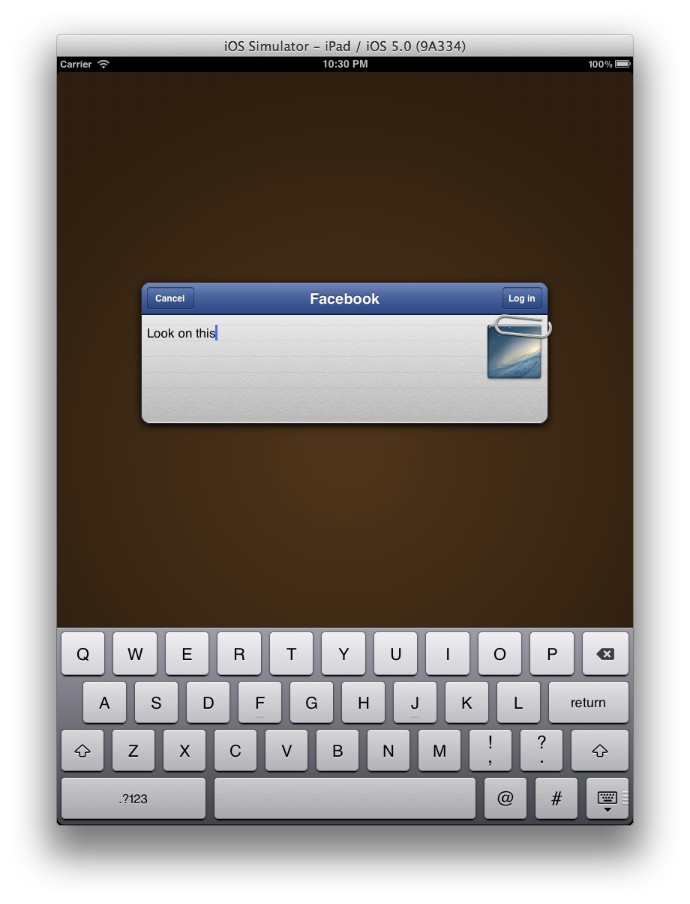 iOS Simulator – iPad / iOS 5.0 (9A334)
Carrier 10:30 PM 100%
Cancel Facebook Log in
Look on this
Q W E R T Y U I O P
A S D F G H J K L return
Z X C V B N M ! , ? .
.?123 @ #